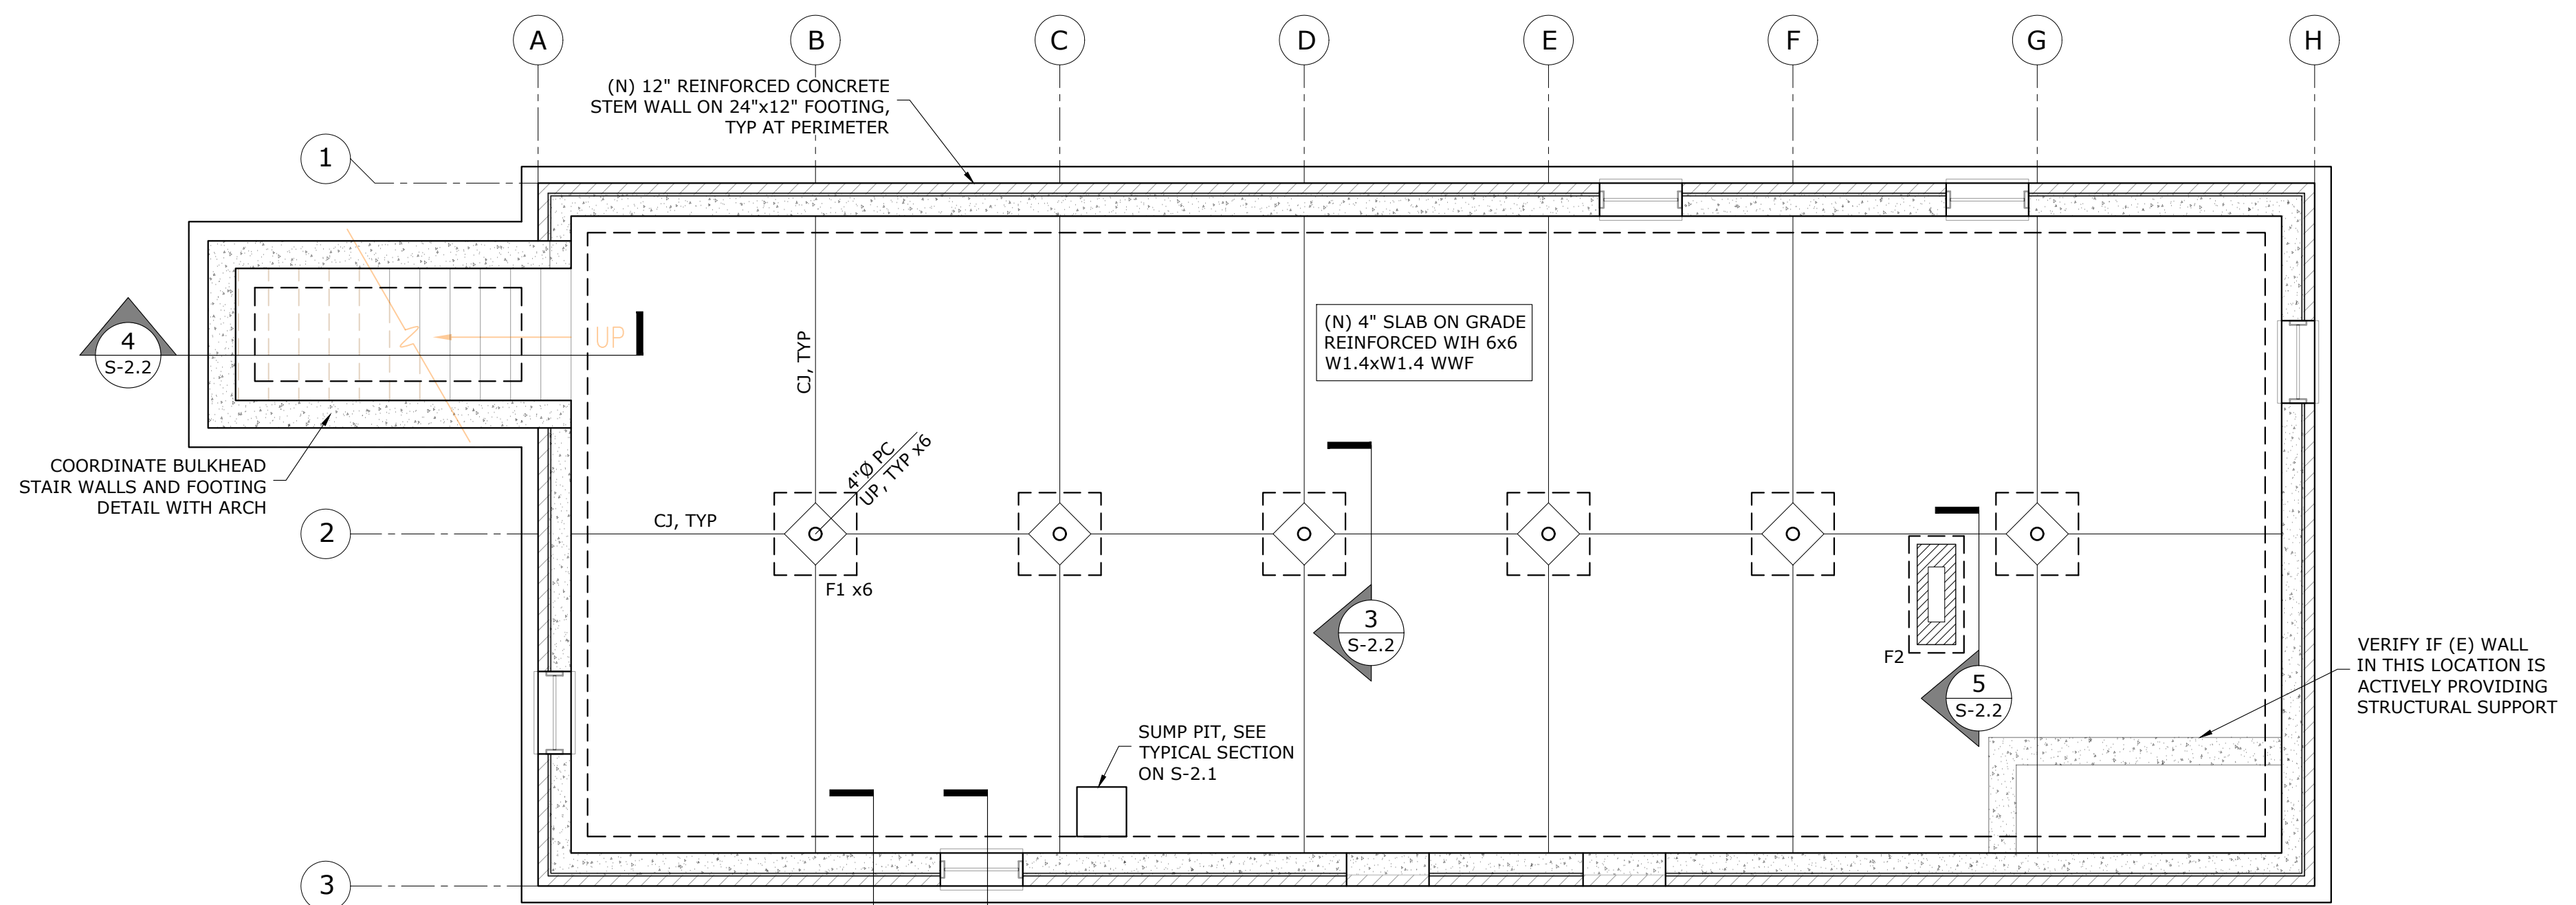 A
B
C
D
E
F
G
H
(N) 12" REINFORCED CONCRETE
STEM WALL ON 24"x12" FOOTING,
TYP AT PERIMETER
1
4
S-2.2
UP
CJ, TYP
(N) 4" SLAB ON GRADE
REINFORCED WIH 6x6
W1.4xW1.4 WWF
COORDINATE BULKHEAD
STAIR WALLS AND FOOTING
DETAIL WITH ARCH
4"Ø PC
UP, TYP x6
2
CJ, TYP
F1 x6
3
S-2.2
F2
5
S-2.2
VERIFY IF (E) WALL
IN THIS LOCATION IS
ACTIVELY PROVIDING
STRUCTURAL SUPPORT
SUMP PIT, SEE
TYPICAL SECTION
ON S-2.1
3